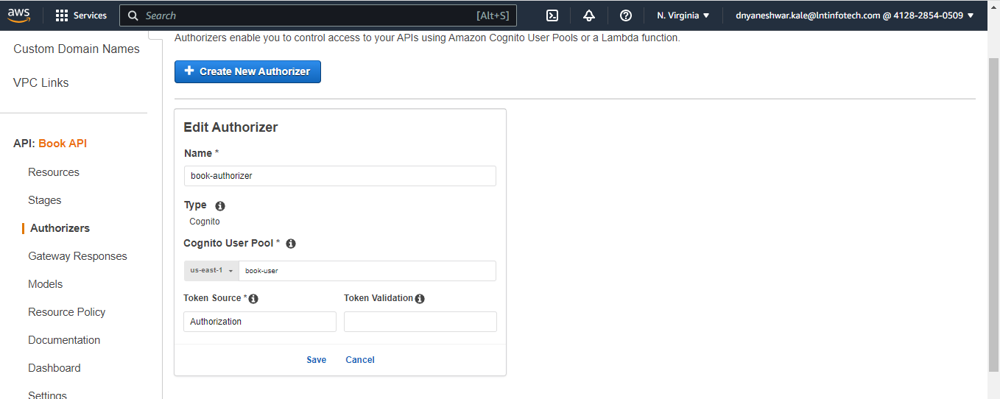 aws
Services
Search
[Alt+S]
N. Virginia
dnyaneshwar.kale@lntinfotech.com @ 4128-2854-0509
Custom Domain Names
VPC Links
API: Book API
Resources
Stages
Authorizers
Gateway Responses
Models
Resource Policy
Documentation
Dashboard
Settings
Authorizers enable you to control access to your APIs using Amazon Cognito User Pools or a Lambda function.
+ Create New Authorizer
Edit Authorizer
Name *
book-authorizer
Type
Cognito
Cognito User Pool *
us-east-1 book-user
Token Source * Token Validation
Authorization
Save Cancel